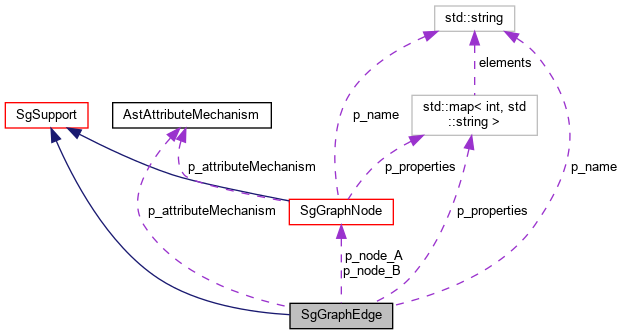 std::string
elements
SgSupport
AstAttributeMechanism
std::map< int, std
::string >
p_name
p_attributeMechanism
p_properties
p_name
p_attributeMechanism
SgGraphNode
p_properties
p_node_A
p_node_B
SgGraphEdge